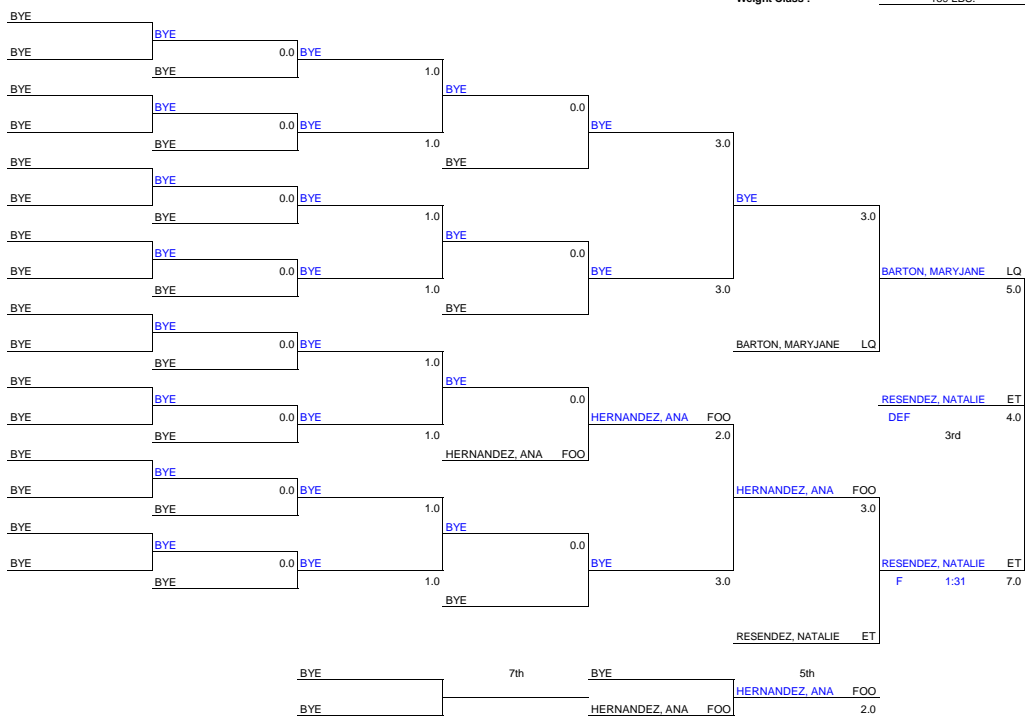 Weight Class :
BYE
BYE
BYE 0.0 BYE
BYE 1.0
BYE BYE
BYE 0.0
BYE BYE
0.0 BYE 3.0
BYE 1.0
BYE BYE
BYE
BYE BYE
0.0 BYE
BYE 1.0 3.0
BYE BYE
BYE 0.0
BYE BYE BARTON, MARYJANE LQ
0.0 BYE 3.0 5.0
BYE 1.0
BYE BYE
BYE
BYE BARTON, MARYJANE LQ
0.0 BYE
BYE 1.0
BYE BYE
BYE 0.0 RESENDEZ, NATALIE ET
BYE HERNANDEZ, ANA FOO DEF 4.0
0.0 BYE 2.0 3rd
BYE 1.0
BYE HERNANDEZ, ANA FOO
BYE
BYE HERNANDEZ, ANA FOO
0.0 BYE 3.0
BYE 1.0
BYE BYE
BYE 0.0
BYE BYE RESENDEZ, NATALIE ET
0.0 BYE 3.0 F 1:31 7.0
BYE 1.0
BYE
RESENDEZ, NATALIE ET
BYE 7th BYE 5th
HERNANDEZ, ANA FOO
BYE HERNANDEZ, ANA FOO 2.0